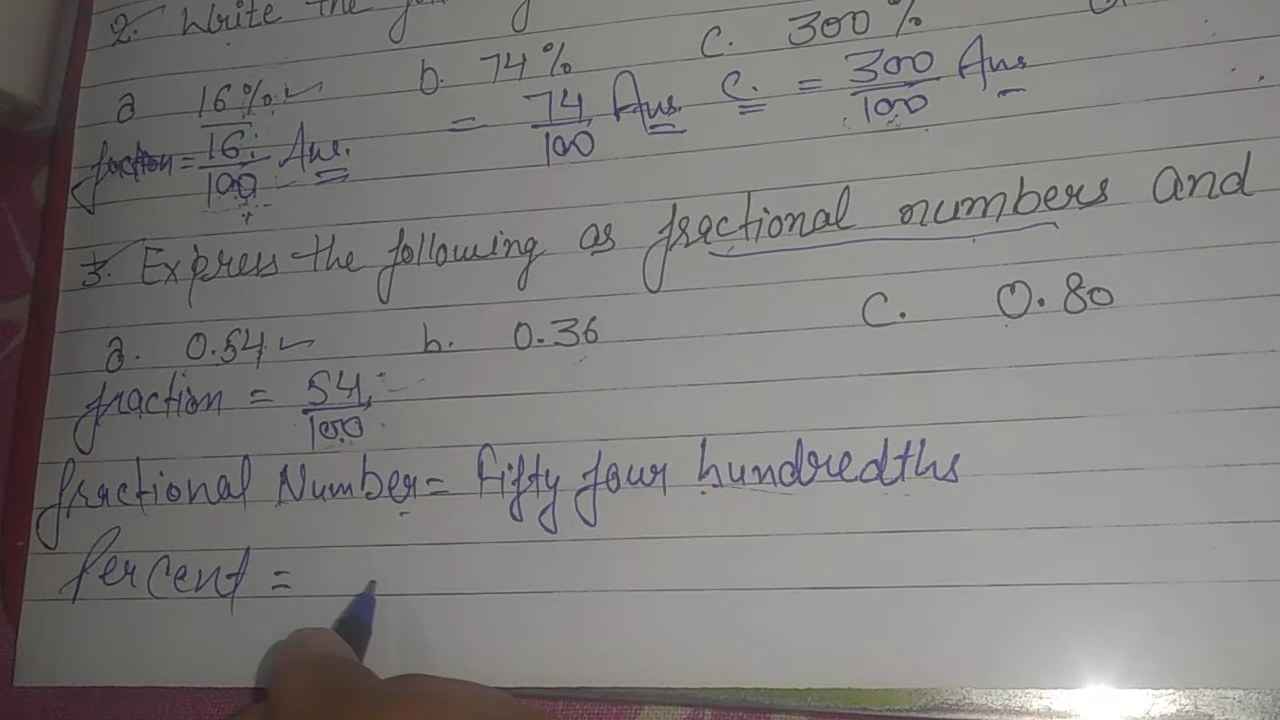 2. Write the
a 16% b. 74% c. 300%
fraction = 16/100 Ans. = 74/100 Ans. C. = 300/100 Ans
3. Express the following as fractional numbers and
a. 0.54 b. 0.36 C. 0.80
fraction = 54/100
fractional Number = Fifty four hundredths
Percent =